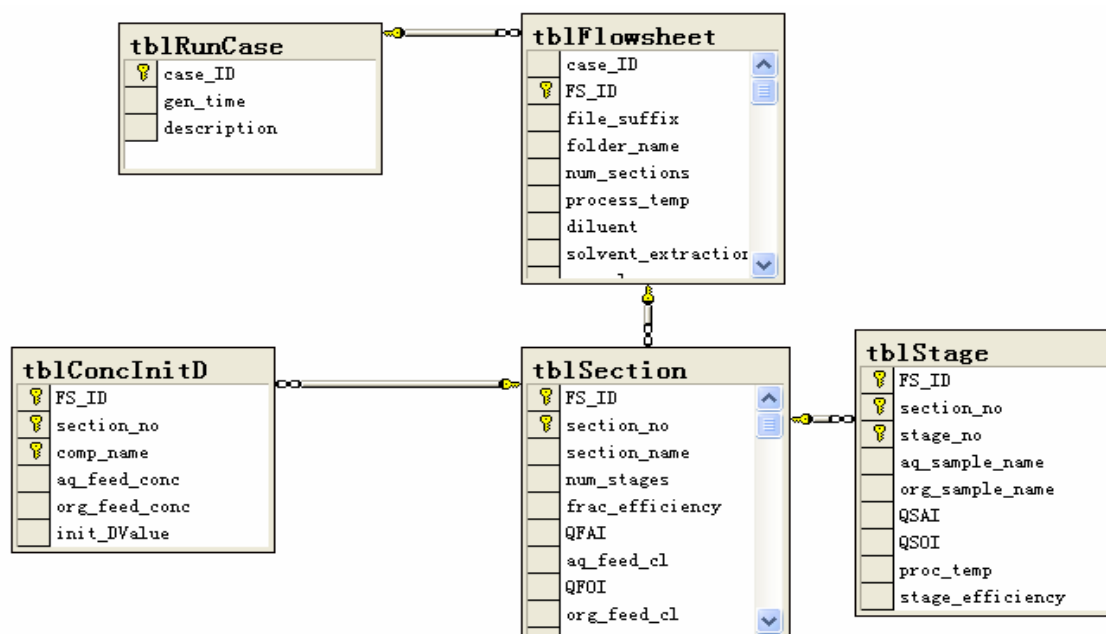 tblRunCase
case_ID
gen_time
description
tblFlowsheet
case_ID
FS_ID
file_suffix
folder_name
num_sections
process_temp
diluent
solvent_extraction
tblConcInitD
FS_ID
section_no
comp_name
aq_feed_conc
org_feed_conc
init_DValue
tblSection
FS_ID
section_no
section_name
num_stages
frac_efficiency
QFAI
aq_feed_cl
QFOI
org_feed_cl
tblStage
FS_ID
section_no
stage_no
aq_sample_name
org_sample_name
QSAI
QSOI
proc_temp
stage_efficiency